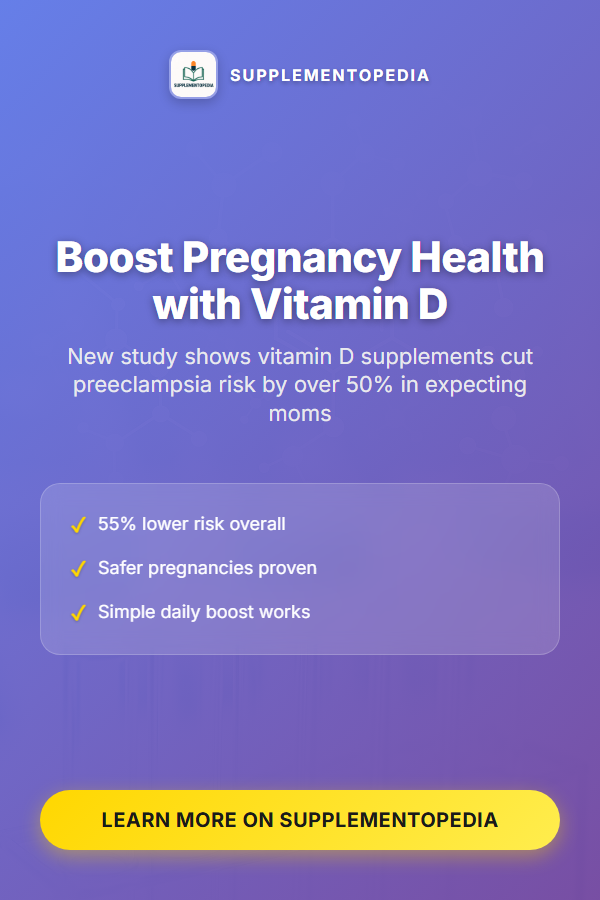 SUPPLEMENTOPEDIA
SUPPLEMENTOPEDIA
Boost Pregnancy Health
with Vitamin D
New study shows vitamin D supplements cut
preeclampsia risk by over 50% in expecting
moms
✓ 55% lower risk overall
✓ Safer pregnancies proven
✓ Simple daily boost works
LEARN MORE ON SUPPLEMENTOPEDIA